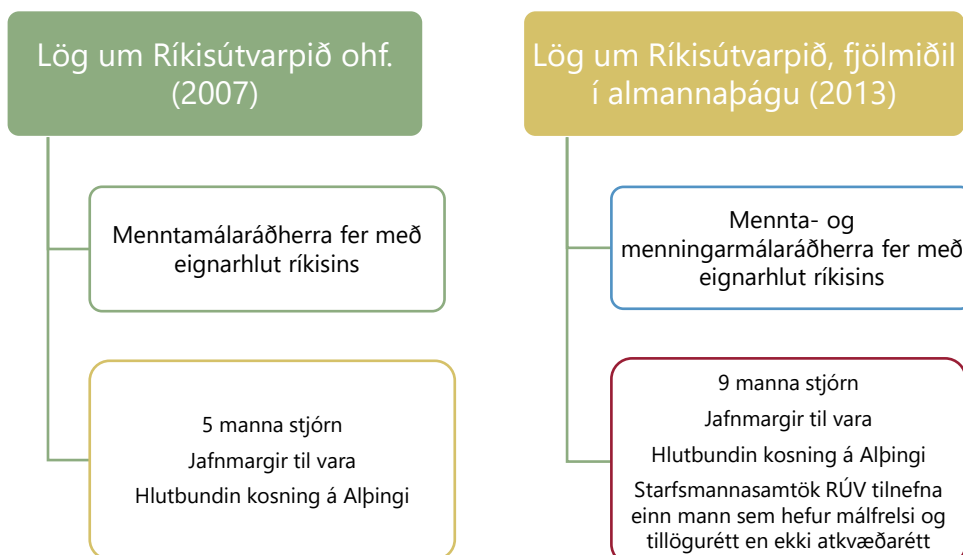 Lög um Ríkisútvarpið ohf.
(2007)
Menntamálaráðherra fer með
eignarhlut ríkisins
5 manna stjórn
Jafnmargir til vara
Hlutbundin kosning á Alþingi
Lög um Ríkisútvarpið, fjölmiðil
í almannaþágu (2013)
Mennta- og
menningarmálaráðherra fer með
eignarhlut ríkisins
9 manna stjórn
Jafnmargir til vara
Hlutbundin kosning á Alþingi
Starfsmannasamtök RÚV tilnefna
einn mann sem hefur málfrelsi og
tillögurétt en ekki atkvæðarétt